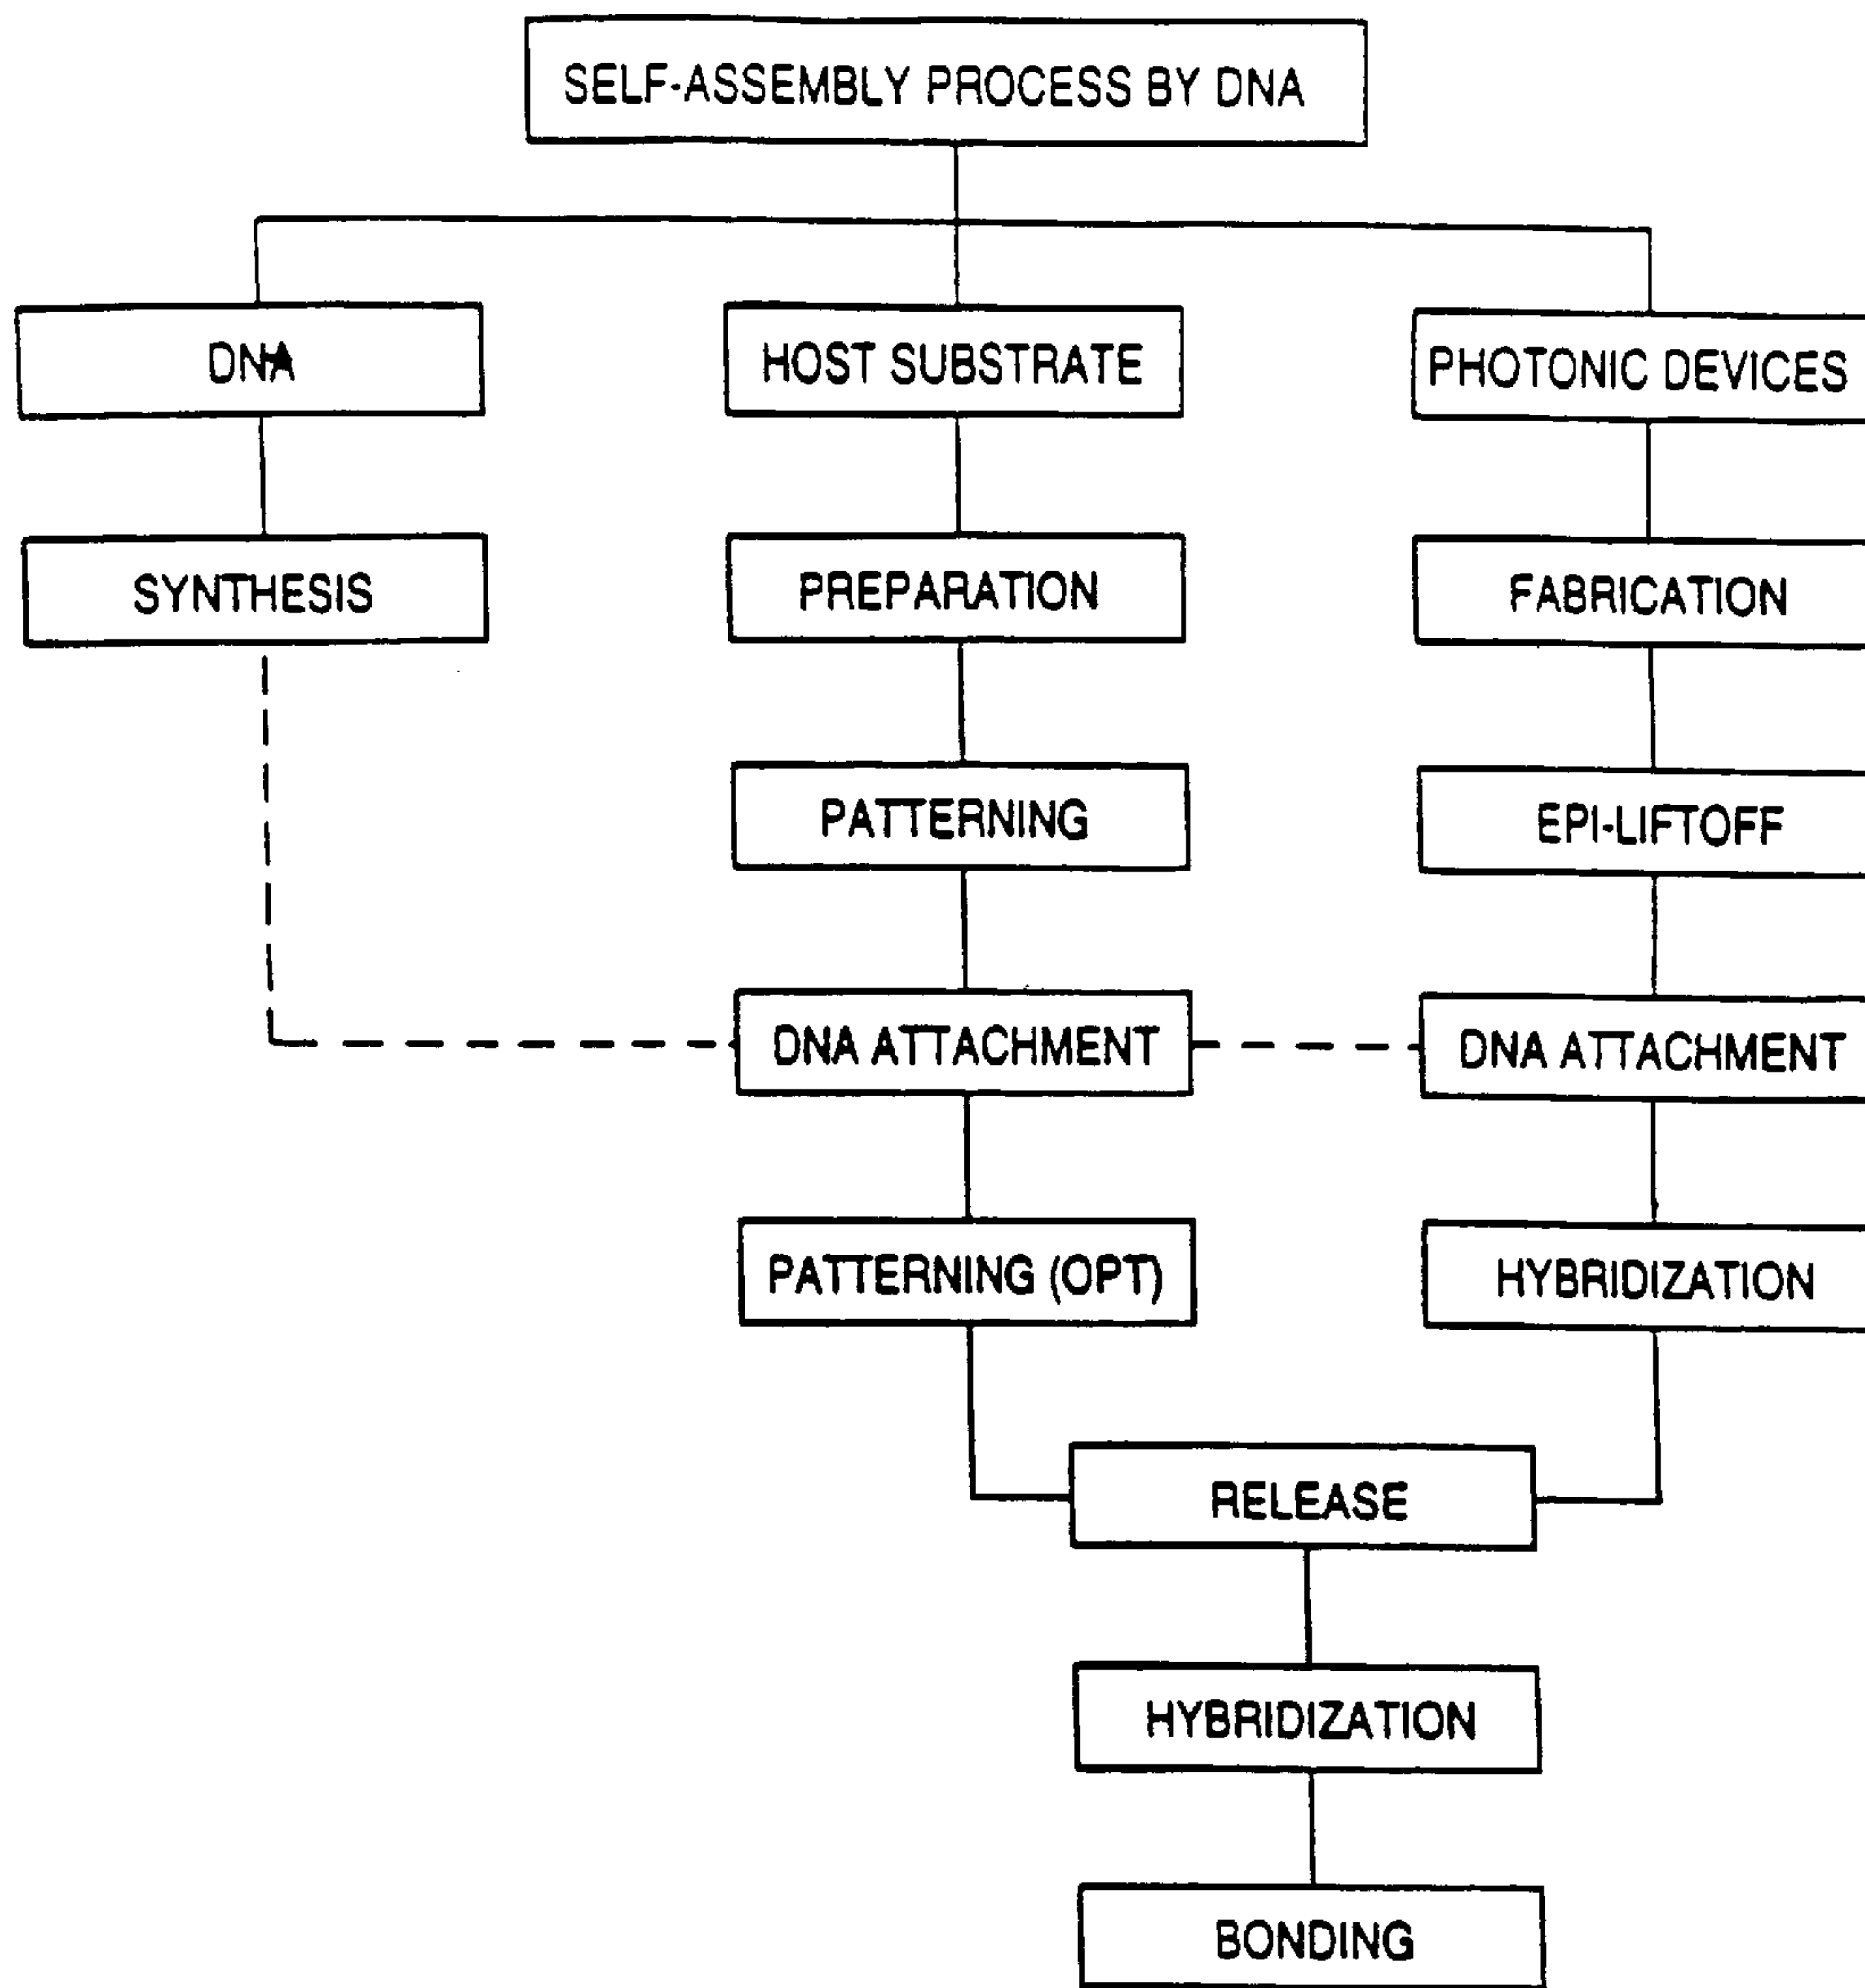 SELF-ASSEMBLY PROCESS BY DNA
DNA
HOST SUBSTRATE
PHOTONIC DEVICES
SYNTHESIS
PREPARATION
FABRICATION
PATTERNING
EPI-LIFTOFF
DNA ATTACHMENT
DNA ATTACHMENT
PATTERNING (OPT)
HYBRIDIZATION
RELEASE
HYBRIDIZATION
BONDING